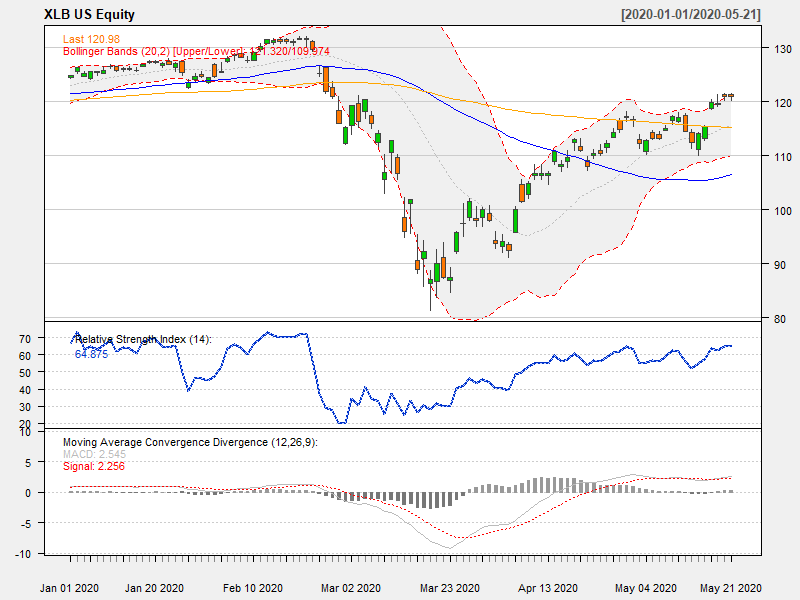 XLB US Equity [2020-01-01/2020-05-21]
Last 120.98
Bollinger Bands (20,2) [Upper/Lower]: 121.320/109.974
130
120
110
100
90
80
Relative Strength Index (14):
64.875
70
60
50
40
30
20
Moving Average Convergence Divergence (12,26,9):
MACD: 2.545
Signal: 2.256
10
5
0
-5
-10
Jan 01 2020 Jan 20 2020 Feb 10 2020 Mar 02 2020 Mar 23 2020 Apr 13 2020 May 04 2020 May 21 2020